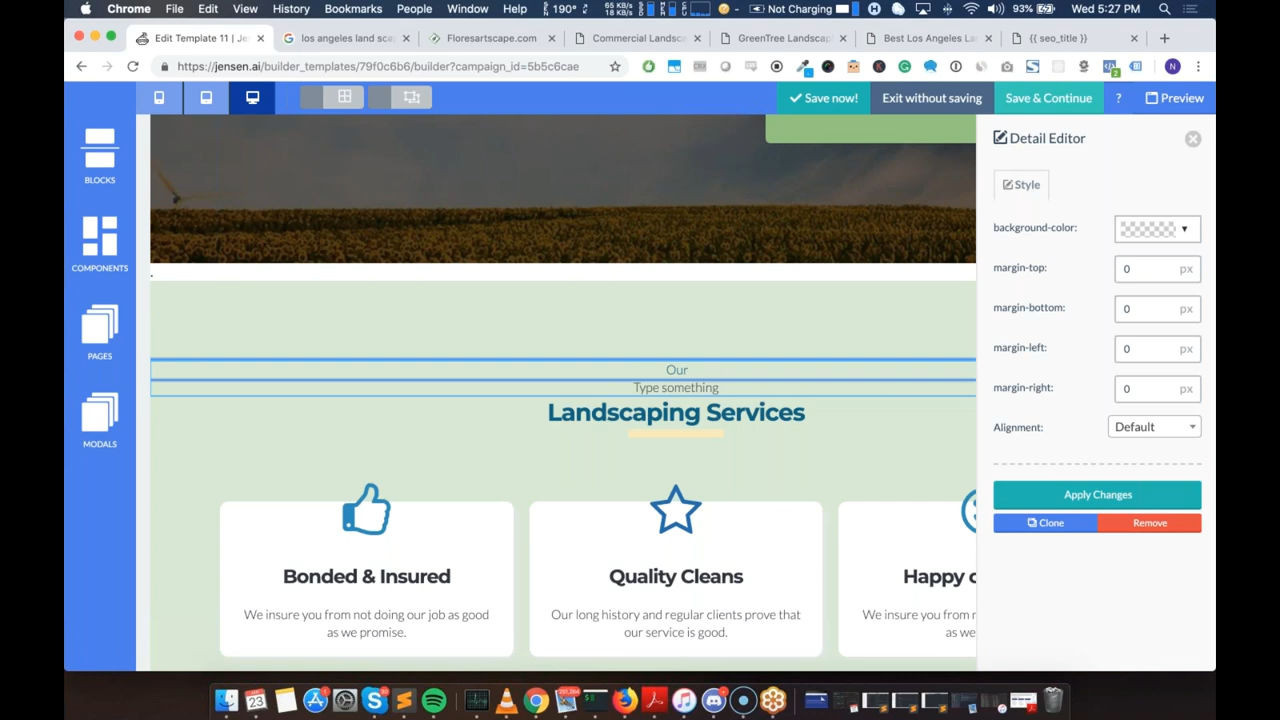 Chrome File Edit View History Bookmarks People Window Help 190° 65 KB 18 KB Not Charging 93% Wed 5:27 PM
Edit Template 11 | Je los angeles land sca Floresartscape.com Commercial Landsca GreenTree Landscap Best Los Angeles La {{ seo_title }}
https://jensen.ai/builder_templates/79f0c6b6/builder?campaign_id=5b5c6cae N
Save now! Exit without saving Save & Continue ? Preview
BLOCKS
COMPONENTS
PAGES
MODALS
Detail Editor
Style
background-color:
margin-top: 0 px
margin-bottom: 0 px
margin-left: 0 px
margin-right: 0 px
Alignment: Default
Apply Changes
Clone Remove
.
Our
Type something
Landscaping Services
Bonded & Insured Quality Cleans Happy c
We insure you from not doing our job as good Our long history and regular clients prove that We insure you from n
as we promise. our service is good. as we